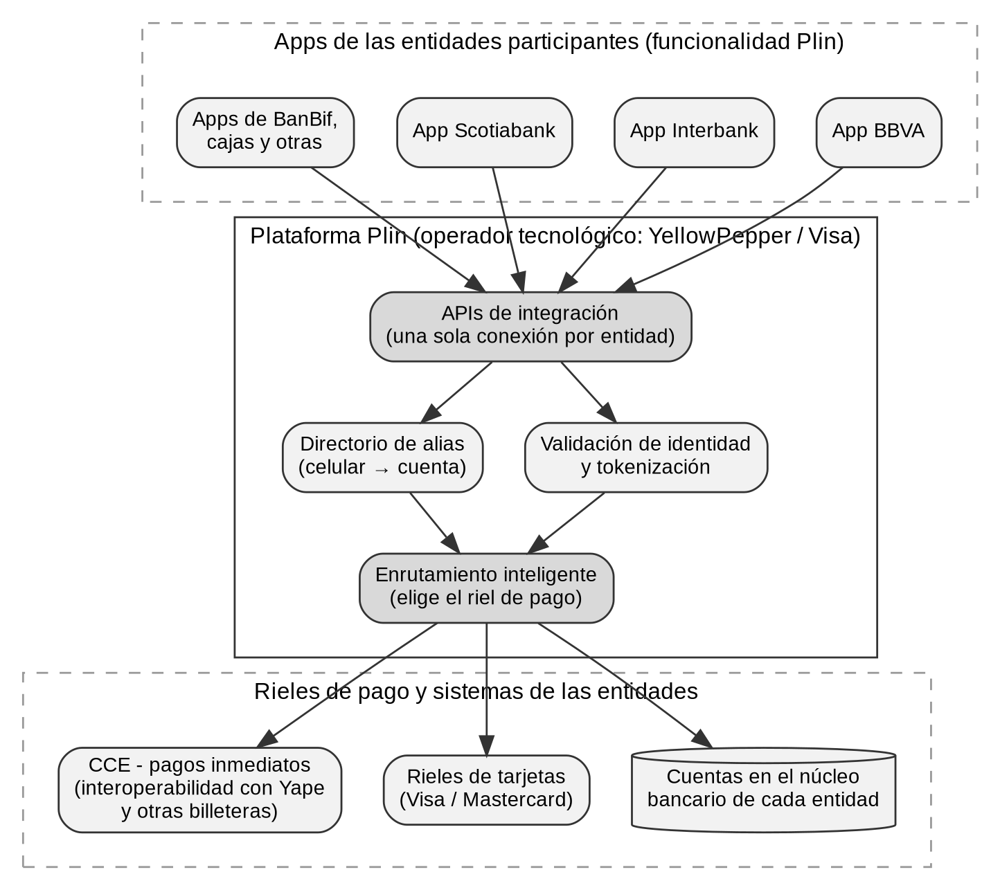 Apps de las entidades participantes (funcionalidad Plin)
Apps de BanBif,
cajas y otras
App Scotiabank
App Interbank
App BBVA
Plataforma Plin (operador tecnológico: YellowPepper / Visa)
APIs de integración
(una sola conexión por entidad)
Directorio de alias
(celular → cuenta)
Validación de identidad
y tokenización
Enrutamiento inteligente
(elige el riel de pago)
Rieles de pago y sistemas de las entidades
CCE - pagos inmediatos
(interoperabilidad con Yape
y otras billeteras)
Rieles de tarjetas
(Visa / Mastercard)
Cuentas en el núcleo
bancario de cada entidad